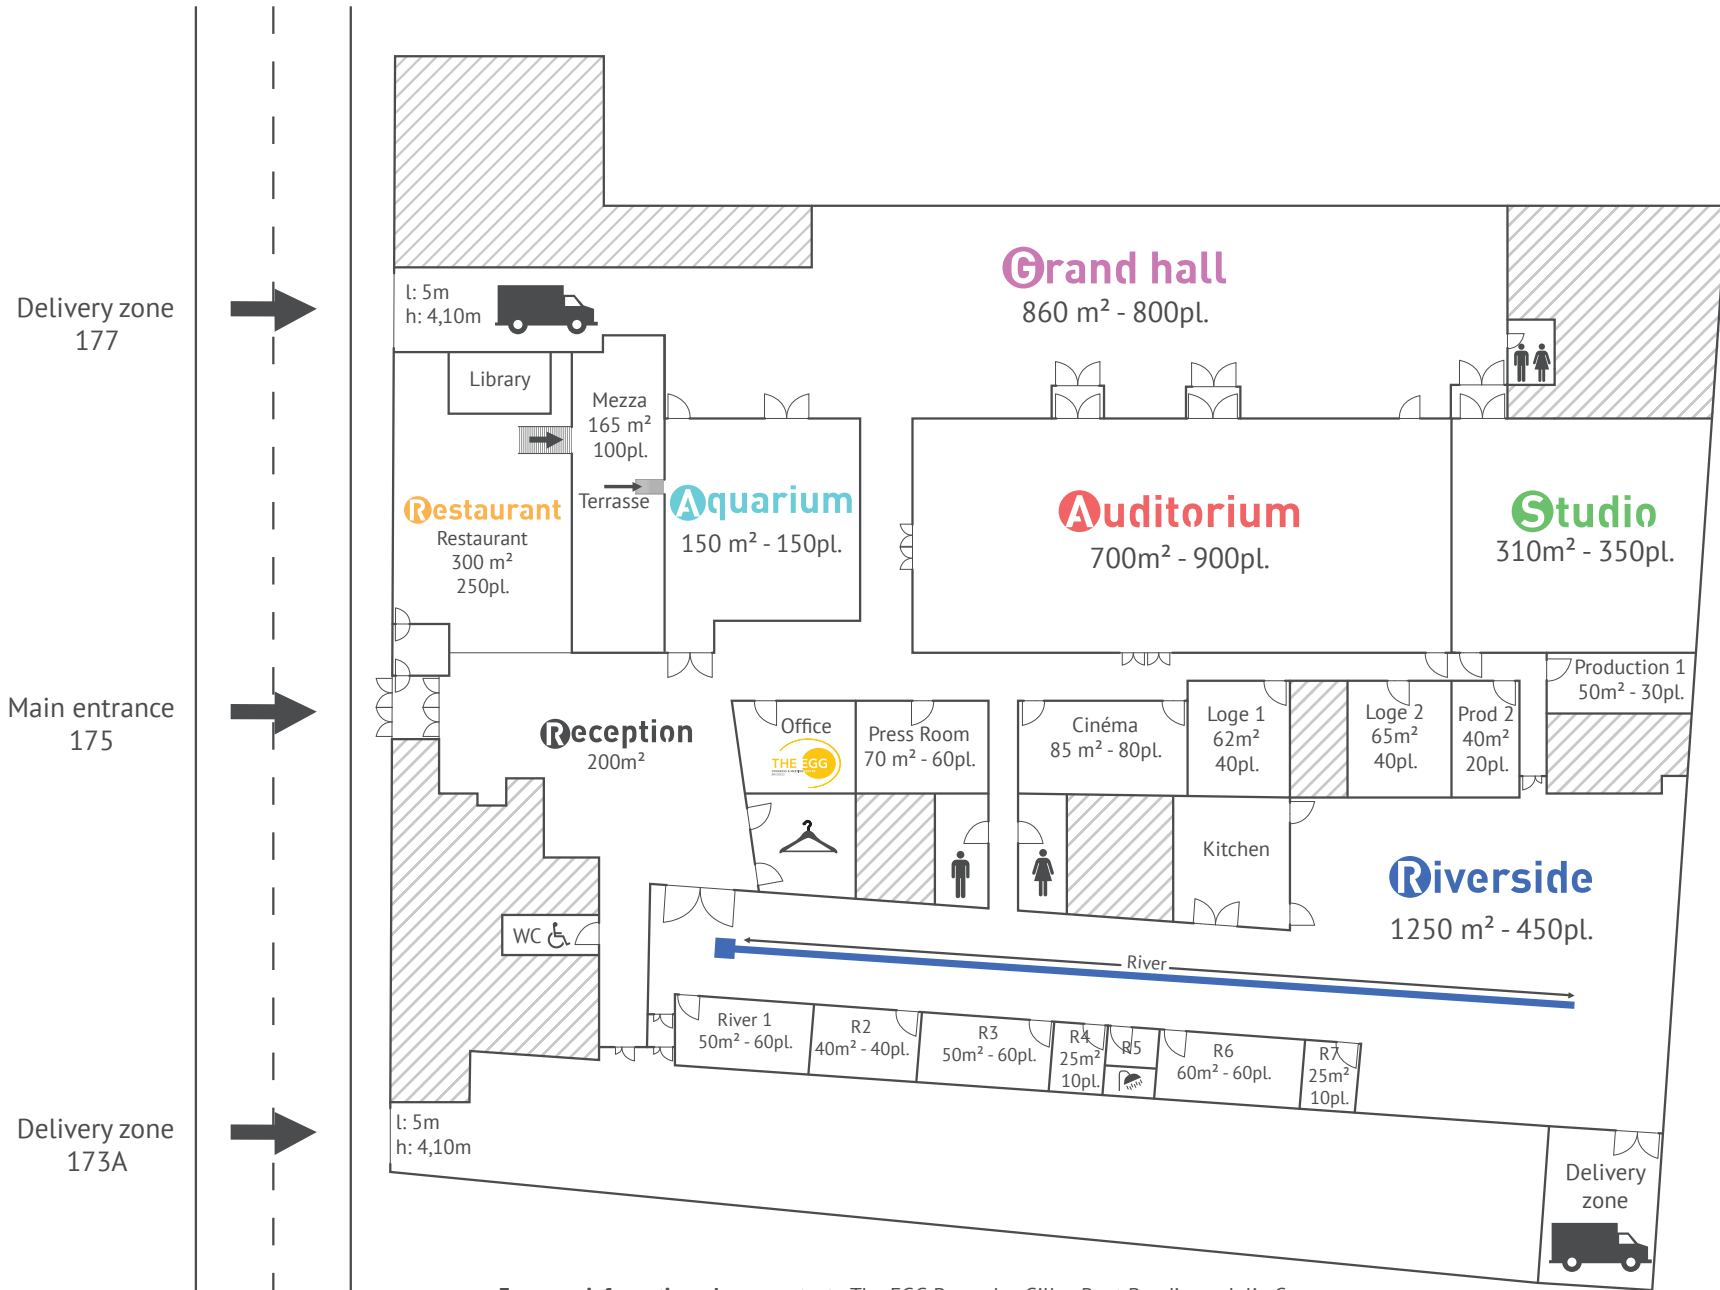 Delivery zone
177
Main entrance
175
Delivery zone
173A
l: 5m
h: 4,10m
Library
Mezza
165 m²
100pl.
Terrasse
Restaurant
Restaurant
300 m²
250pl.
Aquarium
150 m² - 150pl.
Grand hall
860 m² - 800pl.
Auditorium
700m² - 900pl.
Studio
310m² - 350pl.
Reception
200m²
Office
THE EGG
Press Room
70 m² - 60pl.
Cinéma
85 m² - 80pl.
Loge 1
62m²
40pl.
Loge 2
65m²
40pl.
Prod 2
40m²
20pl.
Production 1
50m² - 30pl.
Kitchen
Riverside
1250 m² - 450pl.
WC
River
River 1
50m² - 60pl.
R2
40m² - 40pl.
R3
50m² - 60pl.
R4
25m²
10pl.
R5
R6
60m² - 60pl.
R7
25m²
10pl.
l: 5m
h: 4,10m
Delivery
zone